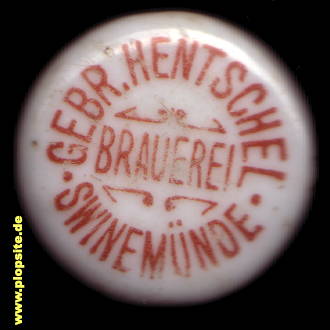 GEBR. HENTSCHEL
BRAUEREI
· SWINEMÜNDE ·
www.plopsite.de